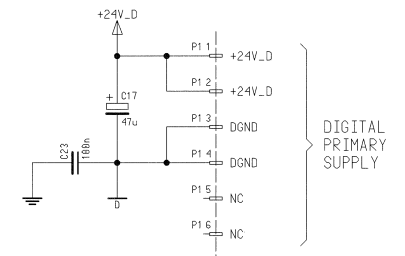 +24V_D
P1 1 +24V_D
P1 2 +24V_D
+ C17
47u
P1 3 DGND
C23
100n
P1 4 DGND
D
P1 5 NC
P1 6 NC
DIGITAL
PRIMARY
SUPPLY